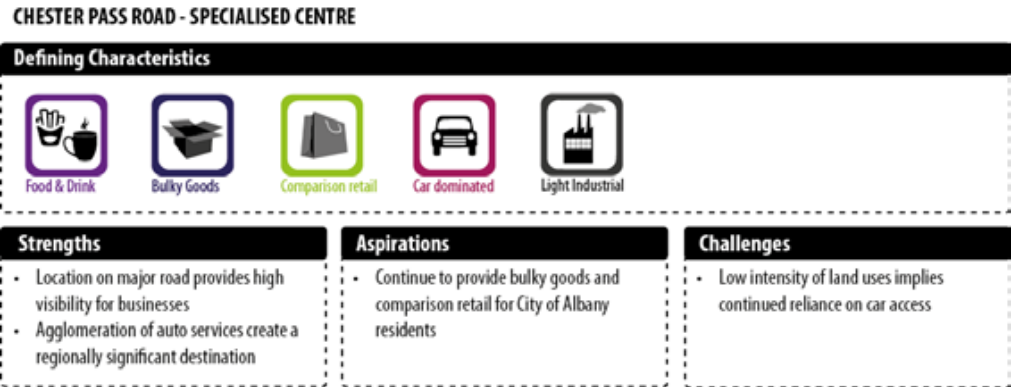 CHESTER PASS ROAD - SPECIALISED CENTRE
Defining Characteristics
Food & Drink
Bulky Goods
Comparison retail
Car dominated
Light Industrial
Strengths
• Location on major road provides high
visibility for businesses
• Agglomeration of auto services create a
regionally significant destination
Aspirations
• Continue to provide bulky goods and
comparison retail for City of Albany
residents
Challenges
• Low intensity of land uses implies
continued reliance on car access